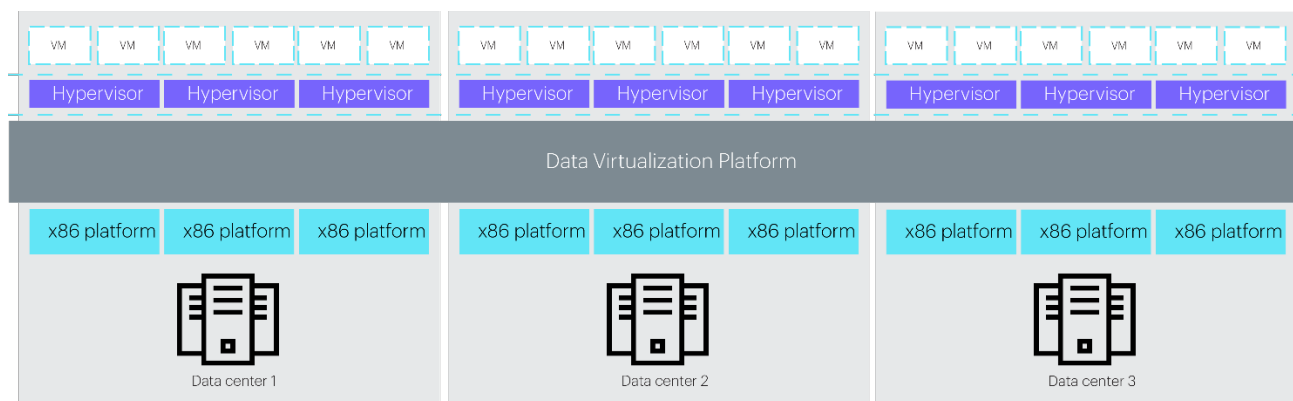 VM VM VM VM VM VM VM VM VM VM VM VM VM VM VM VM VM VM
Hypervisor Hypervisor Hypervisor Hypervisor Hypervisor Hypervisor Hypervisor Hypervisor Hypervisor
Data Virtualization Platform
x86 platform x86 platform x86 platform x86 platform x86 platform x86 platform x86 platform x86 platform x86 platform
Data center 1 Data center 2 Data center 3